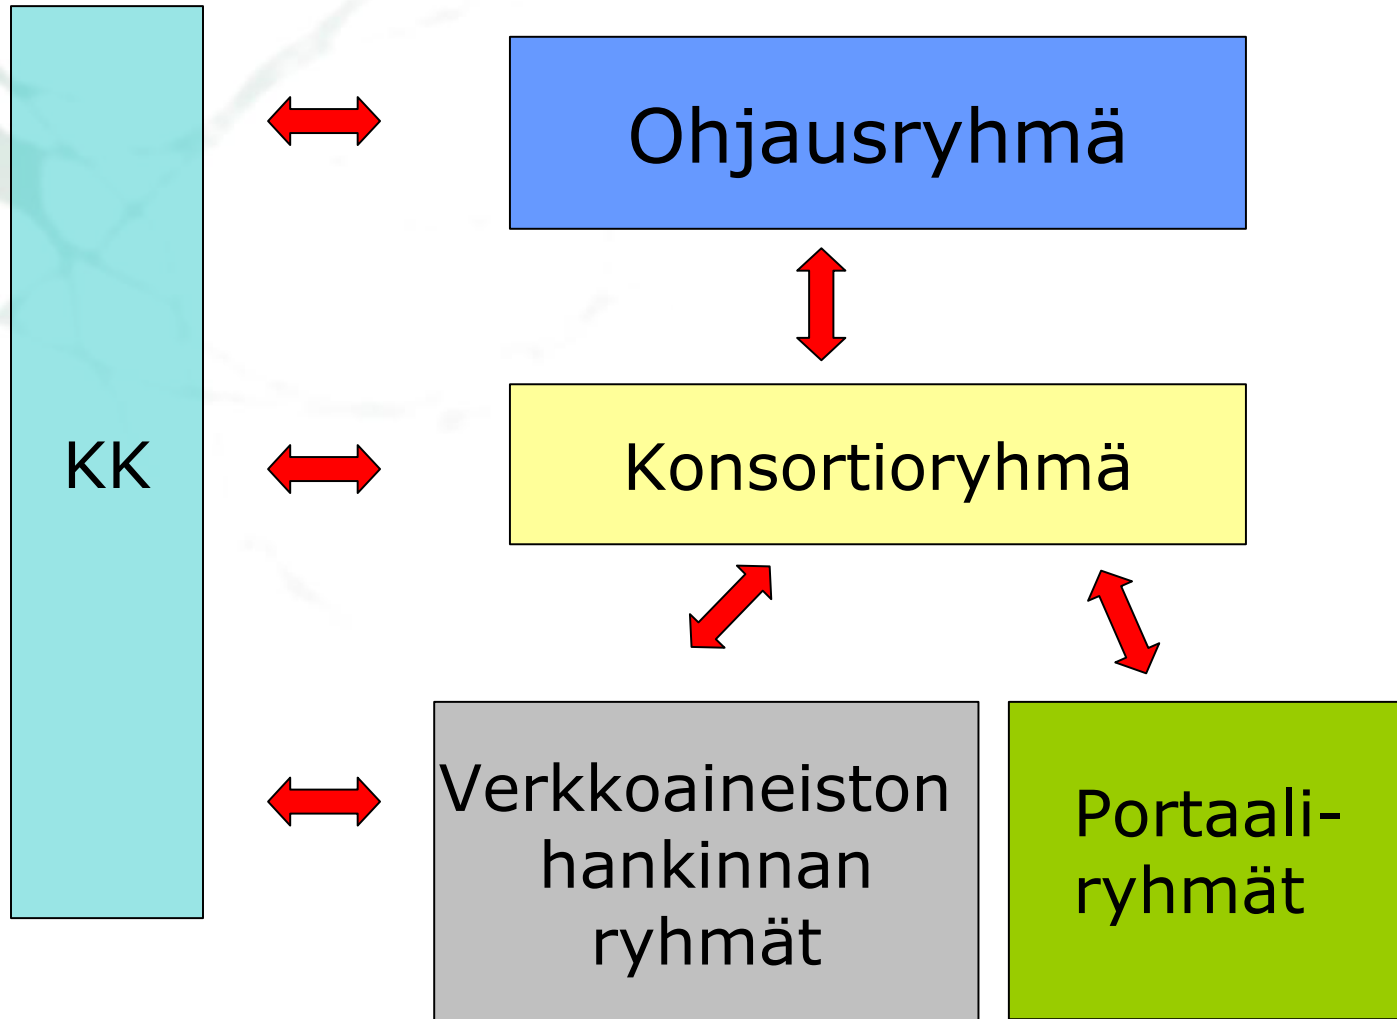 KK
Ohjausryhmä
Konsortioryhmä
Verkkoaineiston
hankinnan
ryhmät
Portaali-
ryhmät